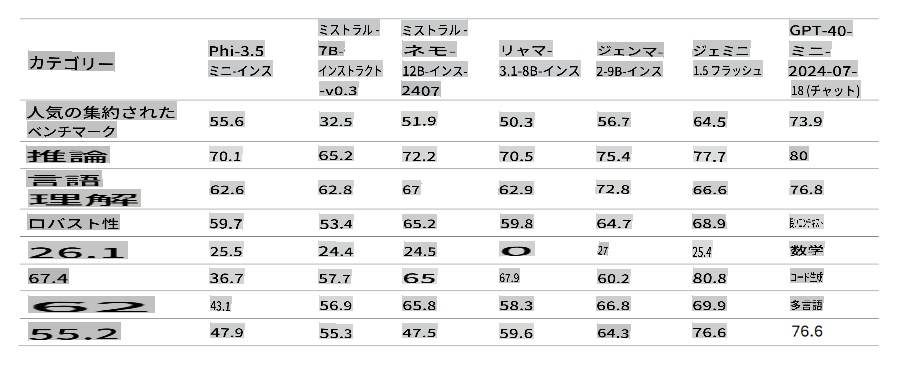 カテゴリー Phi-3.5 ミニ-インス ミストラル- 7B- インストラクト -v0.3 ミストラル- ネモ- 12B-インス- 2407 リャマ- 3.1-8B-インス ジェンマ- 2-9B-インス ジェミニ 1.5 フラッシュ GPT-40- ミニ- 2024-07- 18 (チャット)
人気の集約された ベンチマーク 55.6 32.5 51.9 50.3 56.7 64.5 73.9
推論 70.1 65.2 72.2 70.5 75.4 77.7 80
言語 理解 62.6 62.8 67 62.9 72.8 66.6 76.8
ロバスト性 59.7 53.4 65.2 59.8 64.7 68.9
26.1 25.5 24.4 24.5 0 27 25.4 数学
67.4 36.7 57.7 65 67.9 60.2 80.8 コード生成
62 43.1 56.9 65.8 58.3 66.8 69.9 多言語
55.2 47.9 55.3 47.5 59.6 64.3 76.6 76.6